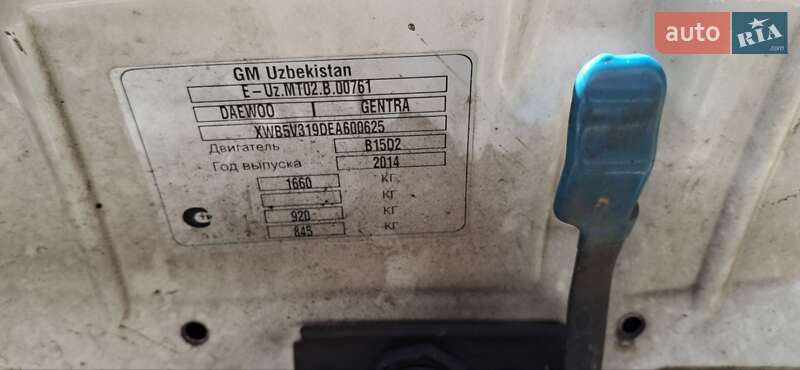 auto RIA.com
GM Uzbekistan
E-Uz.MT02.B.00761
DAEWOO GENTRA
XWB5V319DEA600625
Двигатель B15D2
Год выпуска 2014
1660 кг
кг
920 кг
845 кг